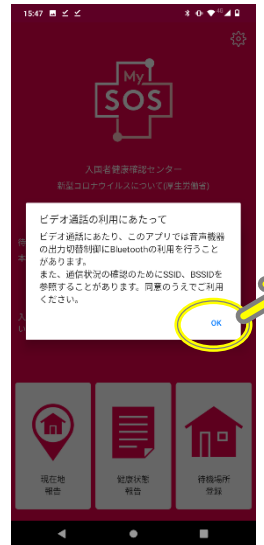 15:47
My
SOS
入国者健康確認センター
新型コロナウイルスについて(厚生労働省)
ビデオ通話の利用にあたって
ビデオ通話にあたり、このアプリでは音声機器
の出力切替制御にBluetoothの利用を行うこと
があります。
また、通信状況の確認のためにSSID、BSSIDを
参照することがあります。同意のうえでご利用
ください。
OK
現在地
報告
健康状態
報告
待機場所
登録